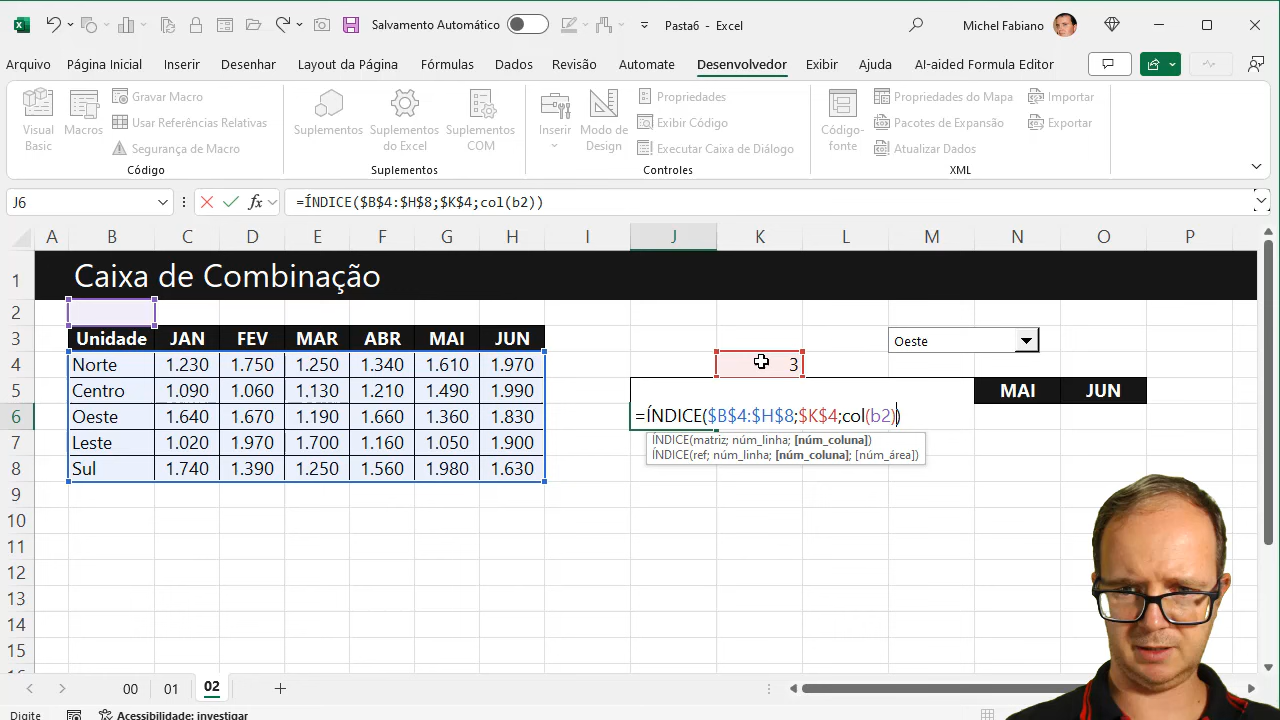 Salvamento Automático
Pasta6 - Excel
Michel Fabiano
Arquivo Página Inicial Inserir Desenhar Layout da Página Fórmulas Dados Revisão Automate Desenvolvedor Exibir Ajuda AI-aided Formula Editor
Visual Basic
Macros
Gravar Macro
Usar Referências Relativas
Segurança de Macro
Código
Suplementos
Suplementos do Excel
Suplementos COM
Suplementos
Inserir
Modo de Design
Propriedades
Exibir Código
Executar Caixa de Diálogo
Controles
Código-fonte
Propriedades do Mapa
Pacotes de Expansão
Atualizar Dados
Importar
Exportar
XML
J6 fx =ÍNDICE($B$4:$H$8;$K$4;col(b2))
A B C D E F G H I J K L M N O P
1 Caixa de Combinação
2
3 Unidade JAN FEV MAR ABR MAI JUN Oeste
4 Norte 1.230 1.750 1.250 1.340 1.610 1.970 3
5 Centro 1.090 1.060 1.130 1.210 1.490 1.990 MAI JUN
6 Oeste 1.640 1.670 1.190 1.660 1.360 1.830 =ÍNDICE($B$4:$H$8;$K$4;col(b2))
7 Leste 1.020 1.970 1.700 1.160 1.050 1.900
ÍNDICE(matriz; núm_linha; [núm_coluna])
ÍNDICE(ref; núm_linha; [núm_coluna]; [núm_área])
8 Sul 1.740 1.390 1.250 1.560 1.980 1.630
9
10
11
12
13
14
15
00 01 02
Digite Acessibilidade: investigar